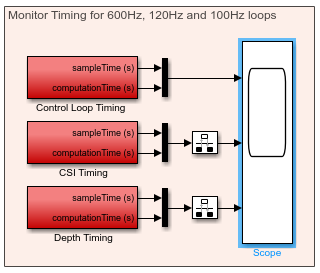 Monitor Timing for 600Hz, 120Hz and 100Hz loops
sampleTime (s)
computationTime (s)
Control Loop Timing
sampleTime (s)
computationTime (s)
CSI Timing
sampleTime (s)
computationTime (s)
Depth Timing
Scope